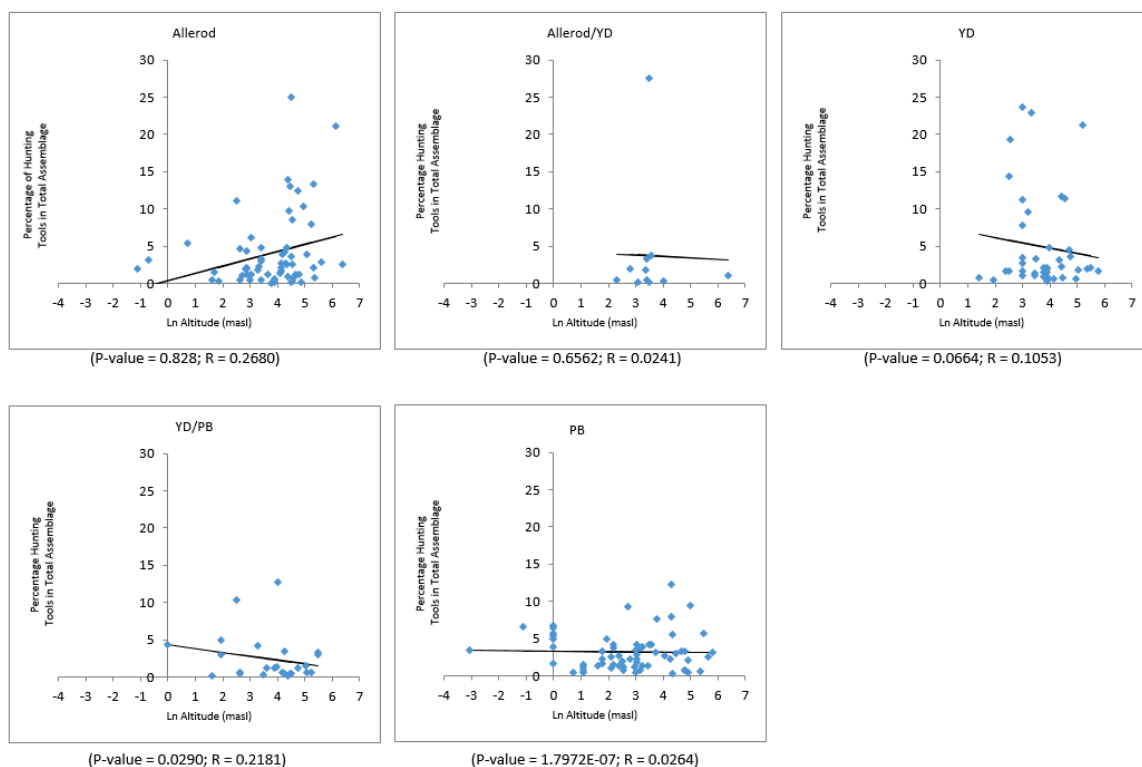 Allerod
Percentage of Hunting
Tools in Total Assemblage
30
25
20
15
10
5
0
-4 -3 -2 -1 0 1 2 3 4 5 6 7
Ln Altitude (masl)
(P-value = 0.828; R = 0.2680)
Allerod/YD
Percentage Hunting
Tools in Total Assemblage
30
25
20
15
10
5
0
-4 -3 -2 -1 0 1 2 3 4 5 6 7
Ln Altitude (masl)
(P-value = 0.6562; R = 0.0241)
YD
Percentage Hunting
Tools in Total Assemblage
30
25
20
15
10
5
0
-4 -3 -2 -1 0 1 2 3 4 5 6 7
Ln Altitude (masl)
(P-value = 0.0664; R = 0.1053)
YD/PB
Percentage Hunting
Tools in Total Assemblage
30
25
20
15
10
5
0
-4 -3 -2 -1 0 1 2 3 4 5 6 7
Ln Altitude (masl)
(P-value = 0.0290; R = 0.2181)
PB
Percentage Hunting
Tools in Total Assemblage
30
25
20
15
10
5
0
-4 -3 -2 -1 0 1 2 3 4 5 6 7
Ln Altitude (masl)
(P-value = 1.7972E-07; R = 0.0264)